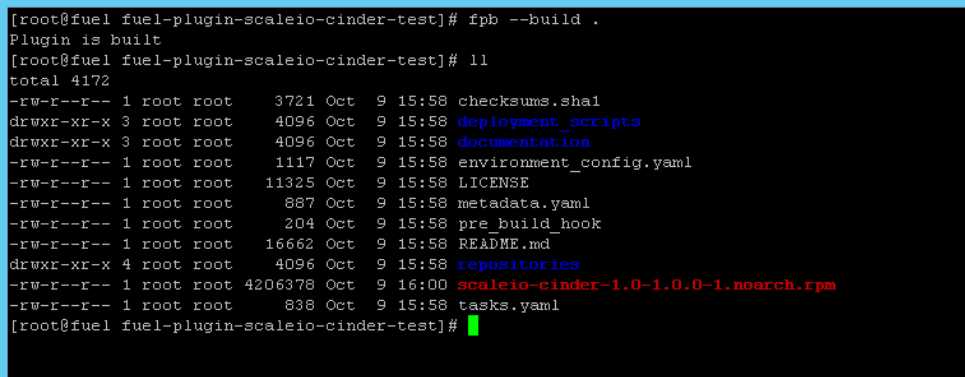 [root@fuel fuel-plugin-scaleio-cinder-test]# fpb --build .
Plugin is built
[root@fuel fuel-plugin-scaleio-cinder-test]# ll
total 4172
-rw-r--r-- 1 root root    3721 Oct  9 15:58 checksums.sha1
drwxr-xr-x 3 root root    4096 Oct  9 15:58 deployment_scripts
drwxr-xr-x 3 root root    4096 Oct  9 15:58 documentation
-rw-r--r-- 1 root root    1117 Oct  9 15:58 environment_config.yaml
-rw-r--r-- 1 root root   11325 Oct  9 15:58 LICENSE
-rw-r--r-- 1 root root     887 Oct  9 15:58 metadata.yaml
-rw-r--r-- 1 root root     204 Oct  9 15:58 pre_build_hook
-rw-r--r-- 1 root root   16662 Oct  9 15:58 README.md
drwxr-xr-x 4 root root    4096 Oct  9 15:58 repositories
-rw-r--r-- 1 root root 4206378 Oct  9 16:00 scaleio-cinder-1.0-1.0.0-1.noarch.rpm
-rw-r--r-- 1 root root     838 Oct  9 15:58 tasks.yaml
[root@fuel fuel-plugin-scaleio-cinder-test]#